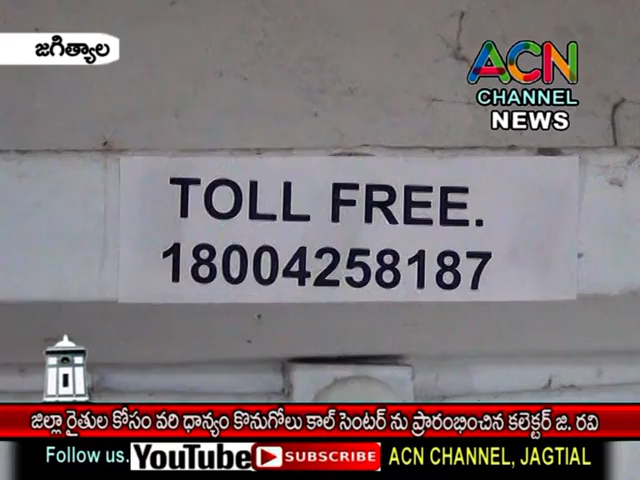 జగిత్యాల
ACN
CHANNEL
NEWS
TOLL FREE.
18004258187
జిల్లా రైతుల కోసం వరి ధాన్యం కొనుగోలు కాల్ సెంటర్ ను ప్రారంభించిన కలెక్టర్ జి. రవి
Follow us. YouTube SUBSCRIBE ACN CHANNEL, JAGTIAL